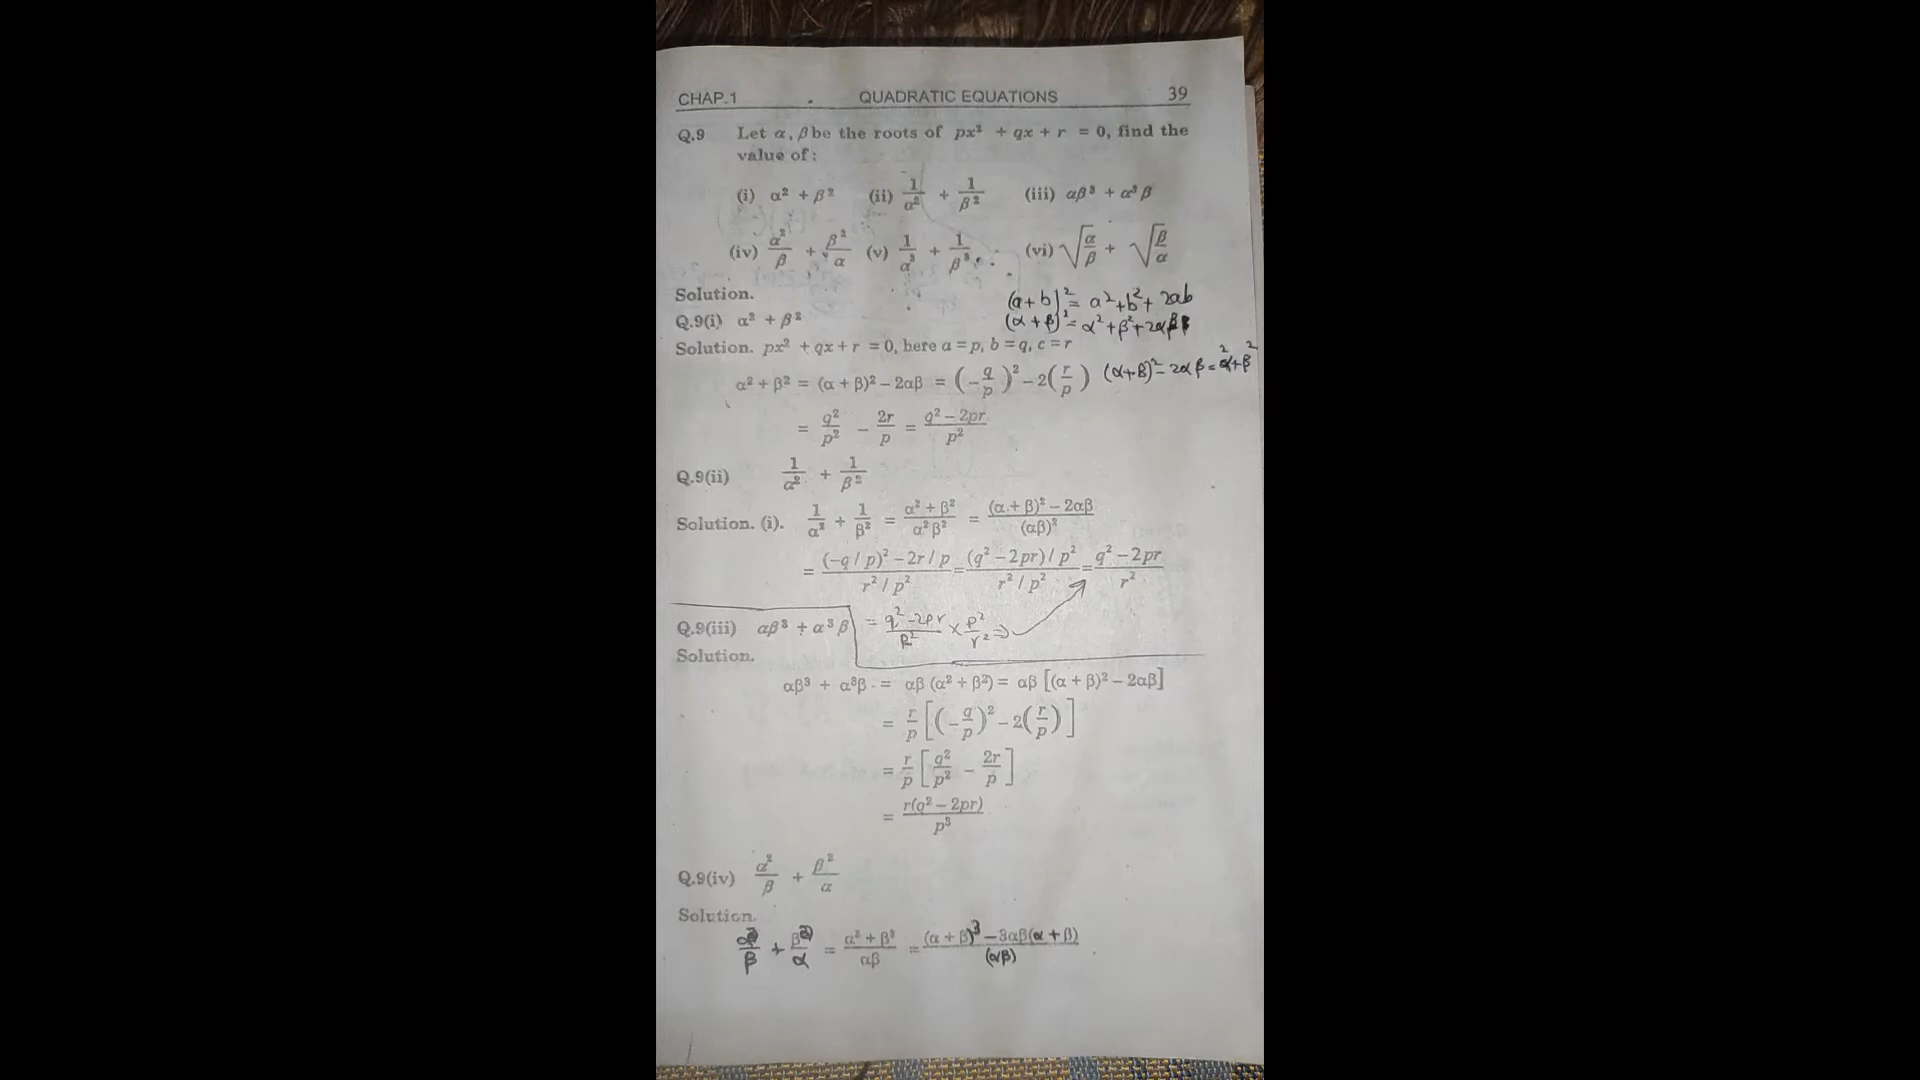 CHAP.1 QUADRATIC EQUATIONS 39
Q.9 Let α, β be the roots of px² + qx + r = 0, find the
value of:
(i) α² + β² (ii) 1/α² + 1/β² (iii) αβ³ + α³β
(iv) α²/β + β²/α (v) 1/α³ + 1/β³ (vi) √(α/β) + √(β/α)
Solution.
(a+b)² = a²+b²+2ab
Q.9(i) α² + β²
(α+β)² = α²+β²+2αβ
Solution. px² + qx + r = 0, here a = p, b = q, c = r
α² + β² = (α + β)² – 2αβ = (–q/p)² – 2(r/p) (α+β)²–2αβ = α²+β²
= q²/p² – 2r/p = (q² – 2pr)/p²
Q.9(ii) 1/α² + 1/β²
Solution. (i). 1/α² + 1/β² = (α² + β²)/(α²β²) = ((α + β)² – 2αβ)/(αβ)²
= ((–q / p)² – 2r / p)/(r² / p²) = ((q² – 2pr) / p²)/(r² / p²) = (q² – 2pr)/r²
Q.9(iii) αβ³ + α³β = (q²–2pr)/p² × p²/r² ⇒
Solution.
αβ³ + α³β = αβ (α² + β²) = αβ [(α + β)² – 2αβ]
= r/p [(–q/p)² – 2(r/p)]
= r/p [q²/p² – 2r/p]
= r(q² – 2pr)/p³
Q.9(iv) α²/β + β²/α
Solution.
α²/β + β²/α = (α³ + β³)/αβ = ((α + β)³ – 3αβ(α + β))/(αβ)